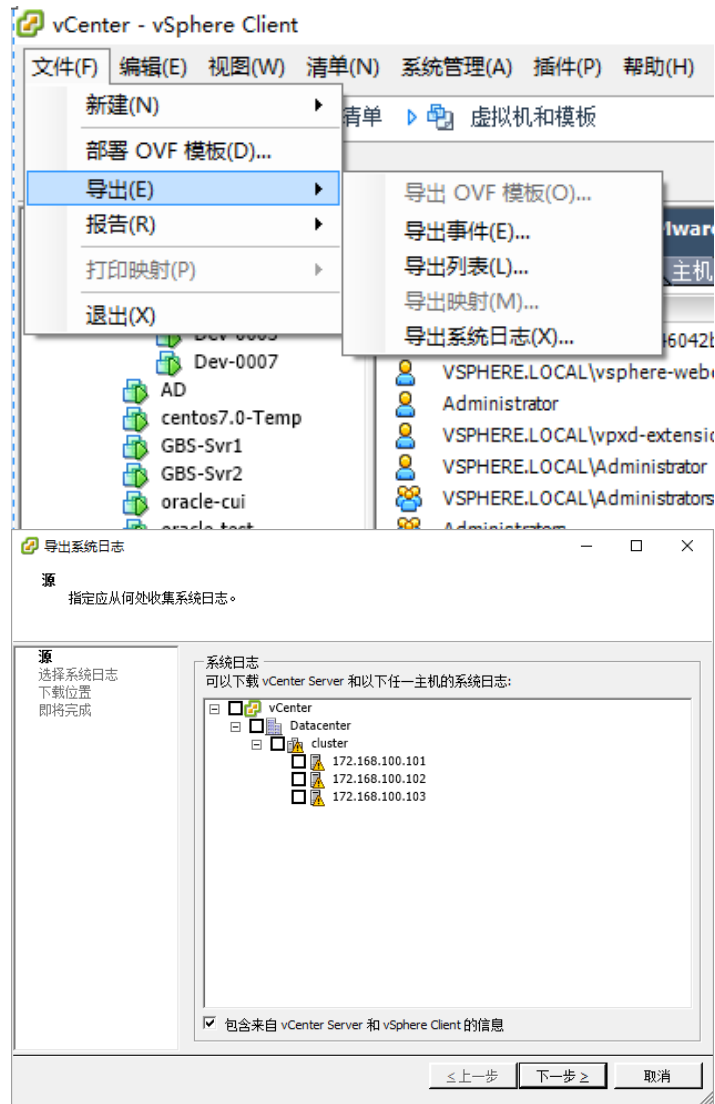 vCenter - vSphere Client
文件(F) 编辑(E) 视图(W) 清单(N) 系统管理(A) 插件(P) 帮助(H)
新建(N)
清单 虚拟机和模板
部署 OVF 模板(D)...
导出(E)
导出 OVF 模板(O)...
报告(R)
导出事件(E)...
主机
导出列表(L)...
打印映射(P)
导出映射(M)...
退出(X)
导出系统日志(X)...
Dev-0007
VSPHERE.LOCAL\vsphere-webc
AD
Administrator
centos7.0-Temp
VSPHERE.LOCAL\vpxd-extensio
GBS-Svr1
VSPHERE.LOCAL\Administrator
GBS-Svr2
VSPHERE.LOCAL\Administrators
oracle-cui
oracle-test
Administrators
导出系统日志
源
指定应从何处收集系统日志。
源
选择系统日志
下载位置
即将完成
系统日志
可以下载 vCenter Server 和以下任一主机的系统日志:
vCenter
Datacenter
cluster
172.168.100.101
172.168.100.102
172.168.100.103
包含来自 vCenter Server 和 vSphere Client 的信息
≤上一步 下一步≥ 取消